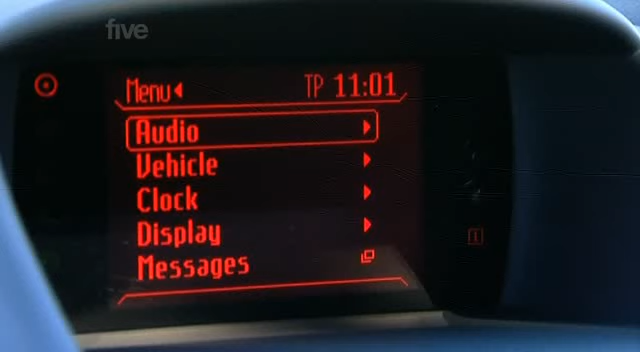 five
Menu TP 11:01
Audio
Vehicle
Clock
Display
Messages